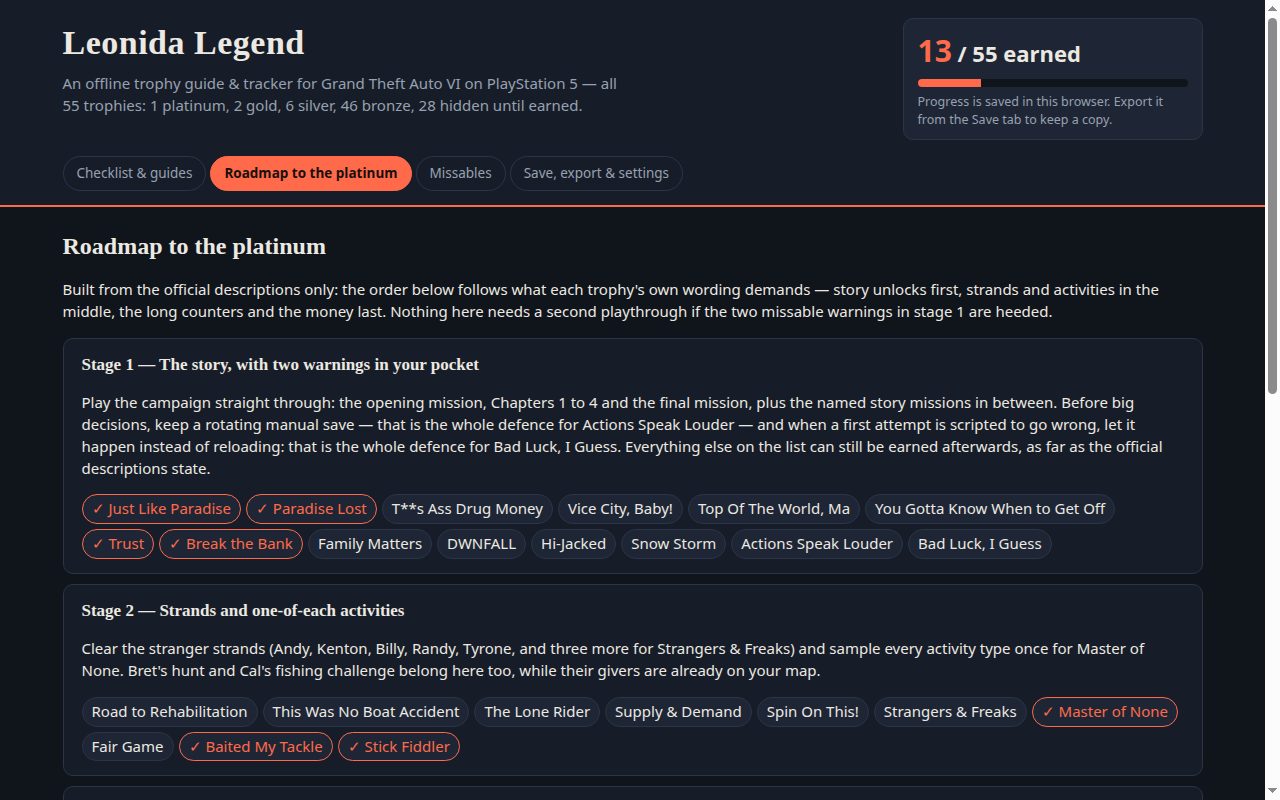 Leonida Legend
An offline trophy guide & tracker for Grand Theft Auto VI on PlayStation 5 — all
55 trophies: 1 platinum, 2 gold, 6 silver, 46 bronze, 28 hidden until earned.
13 / 55 earned
Progress is saved in this browser. Export it
from the Save tab to keep a copy.
Checklist & guides
Roadmap to the platinum
Missables
Save, export & settings
Roadmap to the platinum
Built from the official descriptions only: the order below follows what each trophy's own wording demands — story unlocks first, strands and activities in the
middle, the long counters and the money last. Nothing here needs a second playthrough if the two missable warnings in stage 1 are heeded.
Stage 1 — The story, with two warnings in your pocket
Play the campaign straight through: the opening mission, Chapters 1 to 4 and the final mission, plus the named story missions in between. Before big
decisions, keep a rotating manual save — that is the whole defence for Actions Speak Louder — and when a first attempt is scripted to go wrong, let it
happen instead of reloading: that is the whole defence for Bad Luck, I Guess. Everything else on the list can still be earned afterwards, as far as the official
descriptions state.
✓ Just Like Paradise ✓ Paradise Lost T**s Ass Drug Money Vice City, Baby! Top Of The World, Ma You Gotta Know When to Get Off
✓ Trust ✓ Break the Bank Family Matters DWNFALL Hi-Jacked Snow Storm Actions Speak Louder Bad Luck, I Guess
Stage 2 — Strands and one-of-each activities
Clear the stranger strands (Andy, Kenton, Billy, Randy, Tyrone, and three more for Strangers & Freaks) and sample every activity type once for Master of
None. Bret's hunt and Cal's fishing challenge belong here too, while their givers are already on your map.
Road to Rehabilitation This Was No Boat Accident The Lone Rider Supply & Demand Spin On This! Strangers & Freaks ✓ Master of None
Fair Game ✓ Baited My Tackle ✓ Stick Fiddler